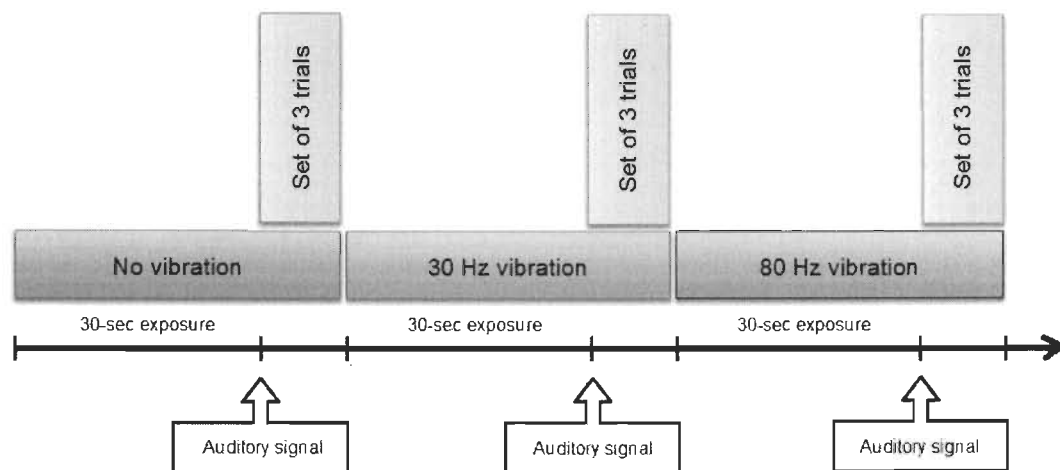 Set of 3 trials
Set of 3 trials
Set of 3 trials
No vibration
30 Hz vibration
80 Hz vibration
30-sec exposure
30-sec exposure
30-sec exposure
Auditory signal
Auditory signal
Auditory signal